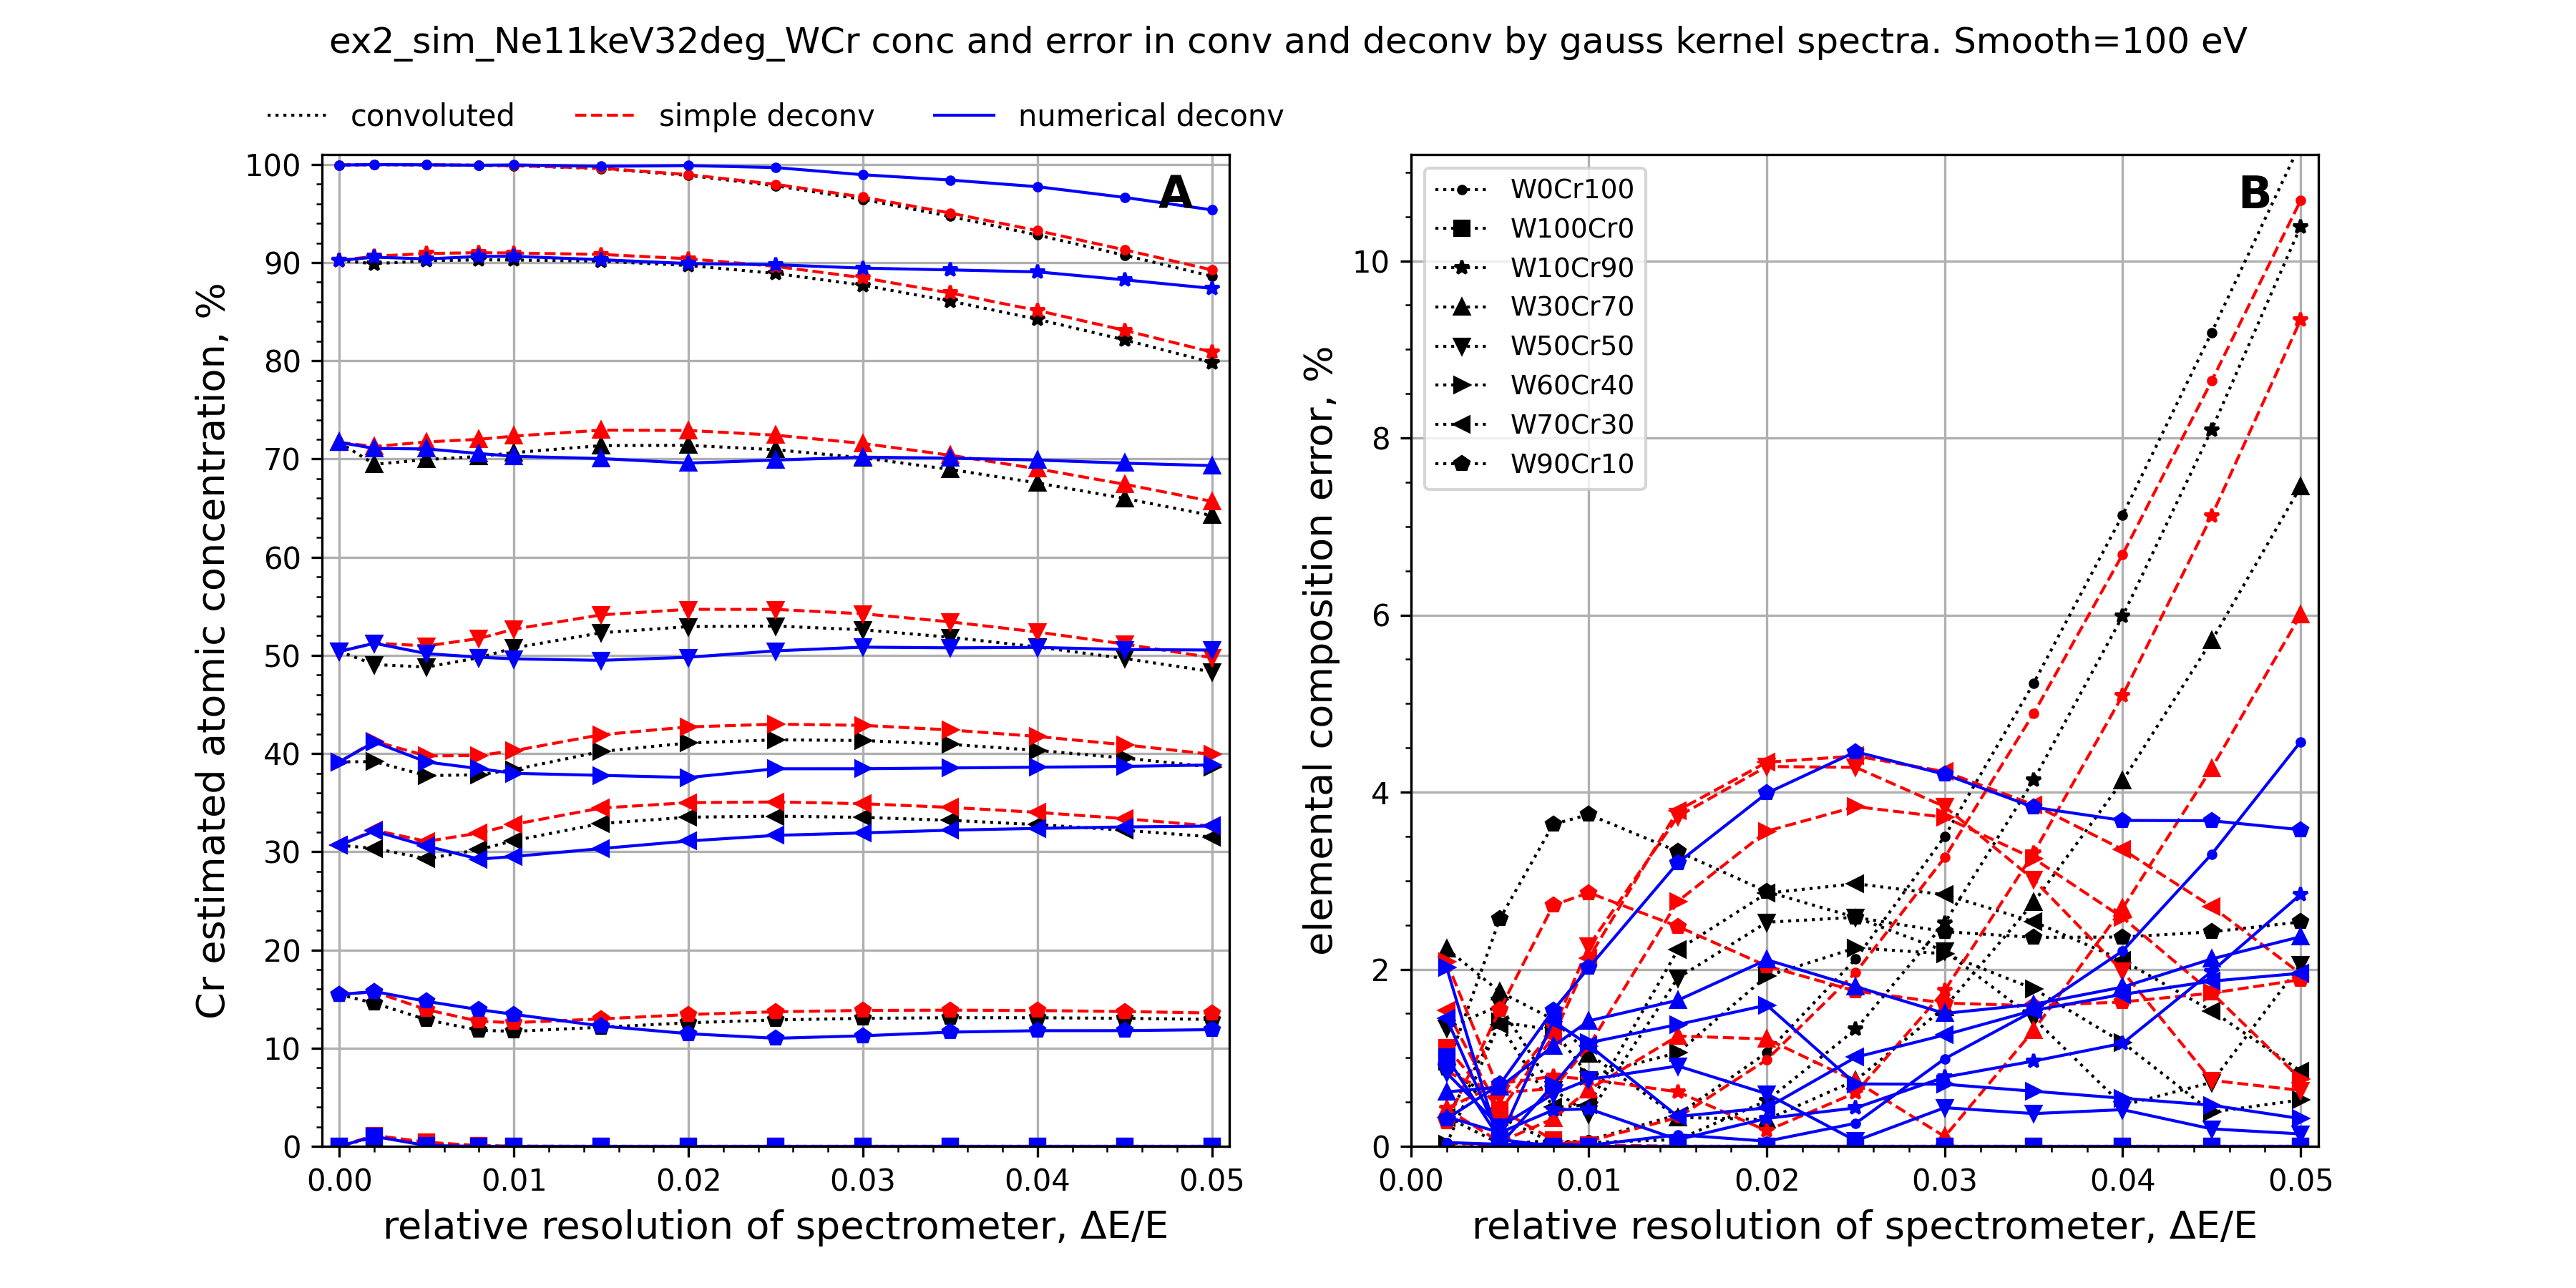 ex2_sim_Ne11keV32deg_WCr conc and error in conv and deconv by gauss kernel spectra. Smooth=100 eV
convoluted simple deconv numerical deconv
A
100
90
80
70
60
50
40
30
20
10
0
Cr estimated atomic concentration, %
0.00 0.01 0.02 0.03 0.04 0.05
relative resolution of spectrometer, ΔE/E
B
W0Cr100
W100Cr0
W10Cr90
W30Cr70
W50Cr50
W60Cr40
W70Cr30
W90Cr10
10
8
6
4
2
0
elemental composition error, %
0.00 0.01 0.02 0.03 0.04 0.05
relative resolution of spectrometer, ΔE/E